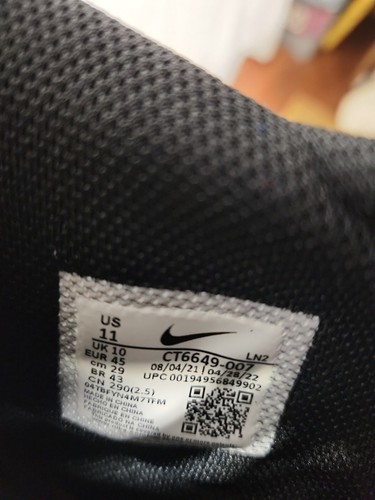 US
11
UK 10
EUR 45
cm 29
BR 43
CN 290(2.5)
CT6649-007 LN2
08/04/21 04/28/22
UPC 00194956849902
MADE IN CHINA